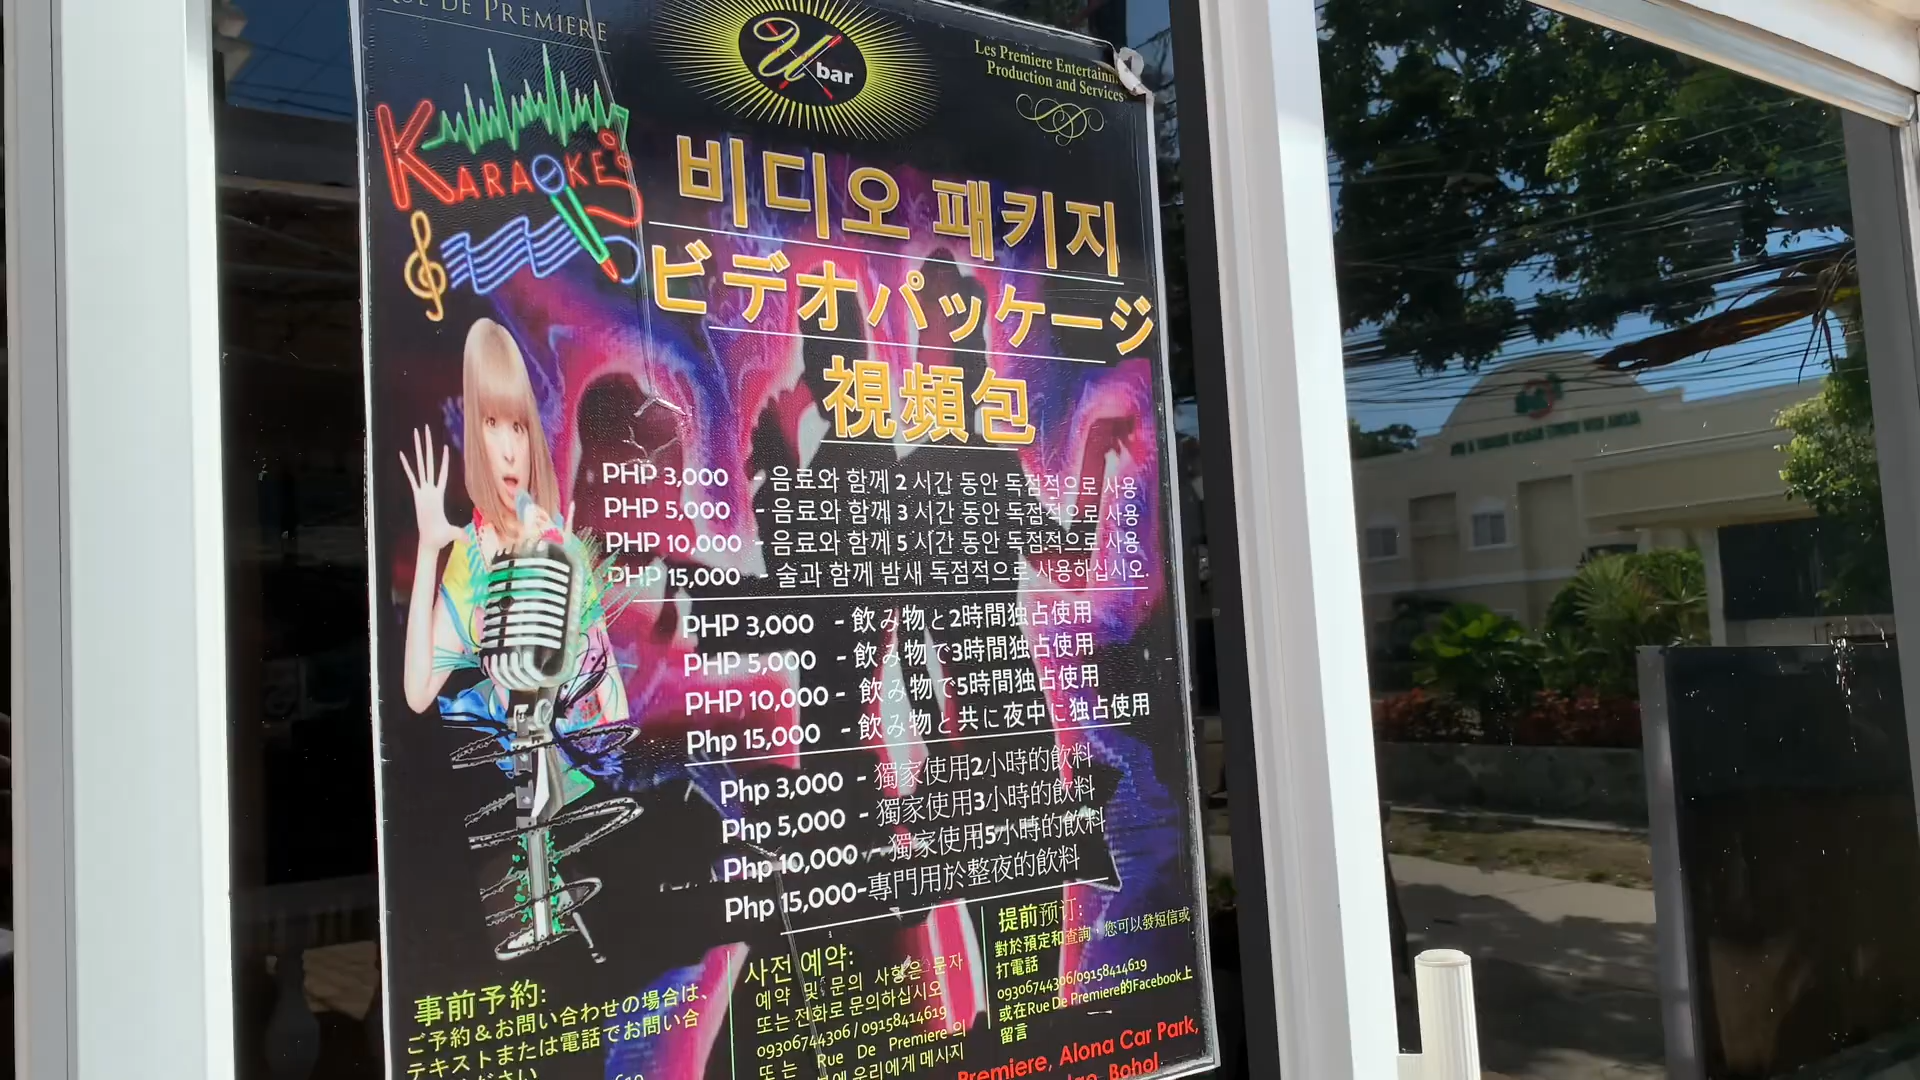 DE PREMIERE
U bar
Les Premiere
Production and Services
KARAOKE
비디오 패키지
ビデオパッケージ
視頻包
PHP 3,000 - 음료와 함께 2 시간 동안 독점적으로 사용
PHP 5,000 - 음료와 함께 3 시간 동안 독점적으로 사용
PHP 10,000 - 음료와 함께 5 시간 동안 독점적으로 사용
PHP 15,000 - 술과 함께 밤새 독점적으로 사용하십시오.
PHP 3,000 - 飲み物と2時間独占使用
PHP 5,000 - 飲み物で3時間独占使用
PHP 10,000 - 飲み物で5時間独占使用
Php 15,000 - 飲み物と共に夜中に独占使用
Php 3,000 - 獨家使用2小時的飲料
Php 5,000 - 獨家使用3小時的飲料
Php 10,000 - 獨家使用5小時的飲料
Php 15,000-專門用於整夜的飲料
事前予約:
ご予約&お問い合わせの場合は、
テキストまたは電話でお問い合
사전 예약:
예약 및 문의 사항은 문자
또는 전화로 문의하십시오
09306744306 / 09158414619
또는 Rue De Premiere 의
우리에게 메시지
提前预订:
對於預定和查詢，您可以發短信或
打電話
09306744306/09158414619
或在Rue De Premiere的Facebook上
留言
Premiere, Alona Car Park,
Bohol